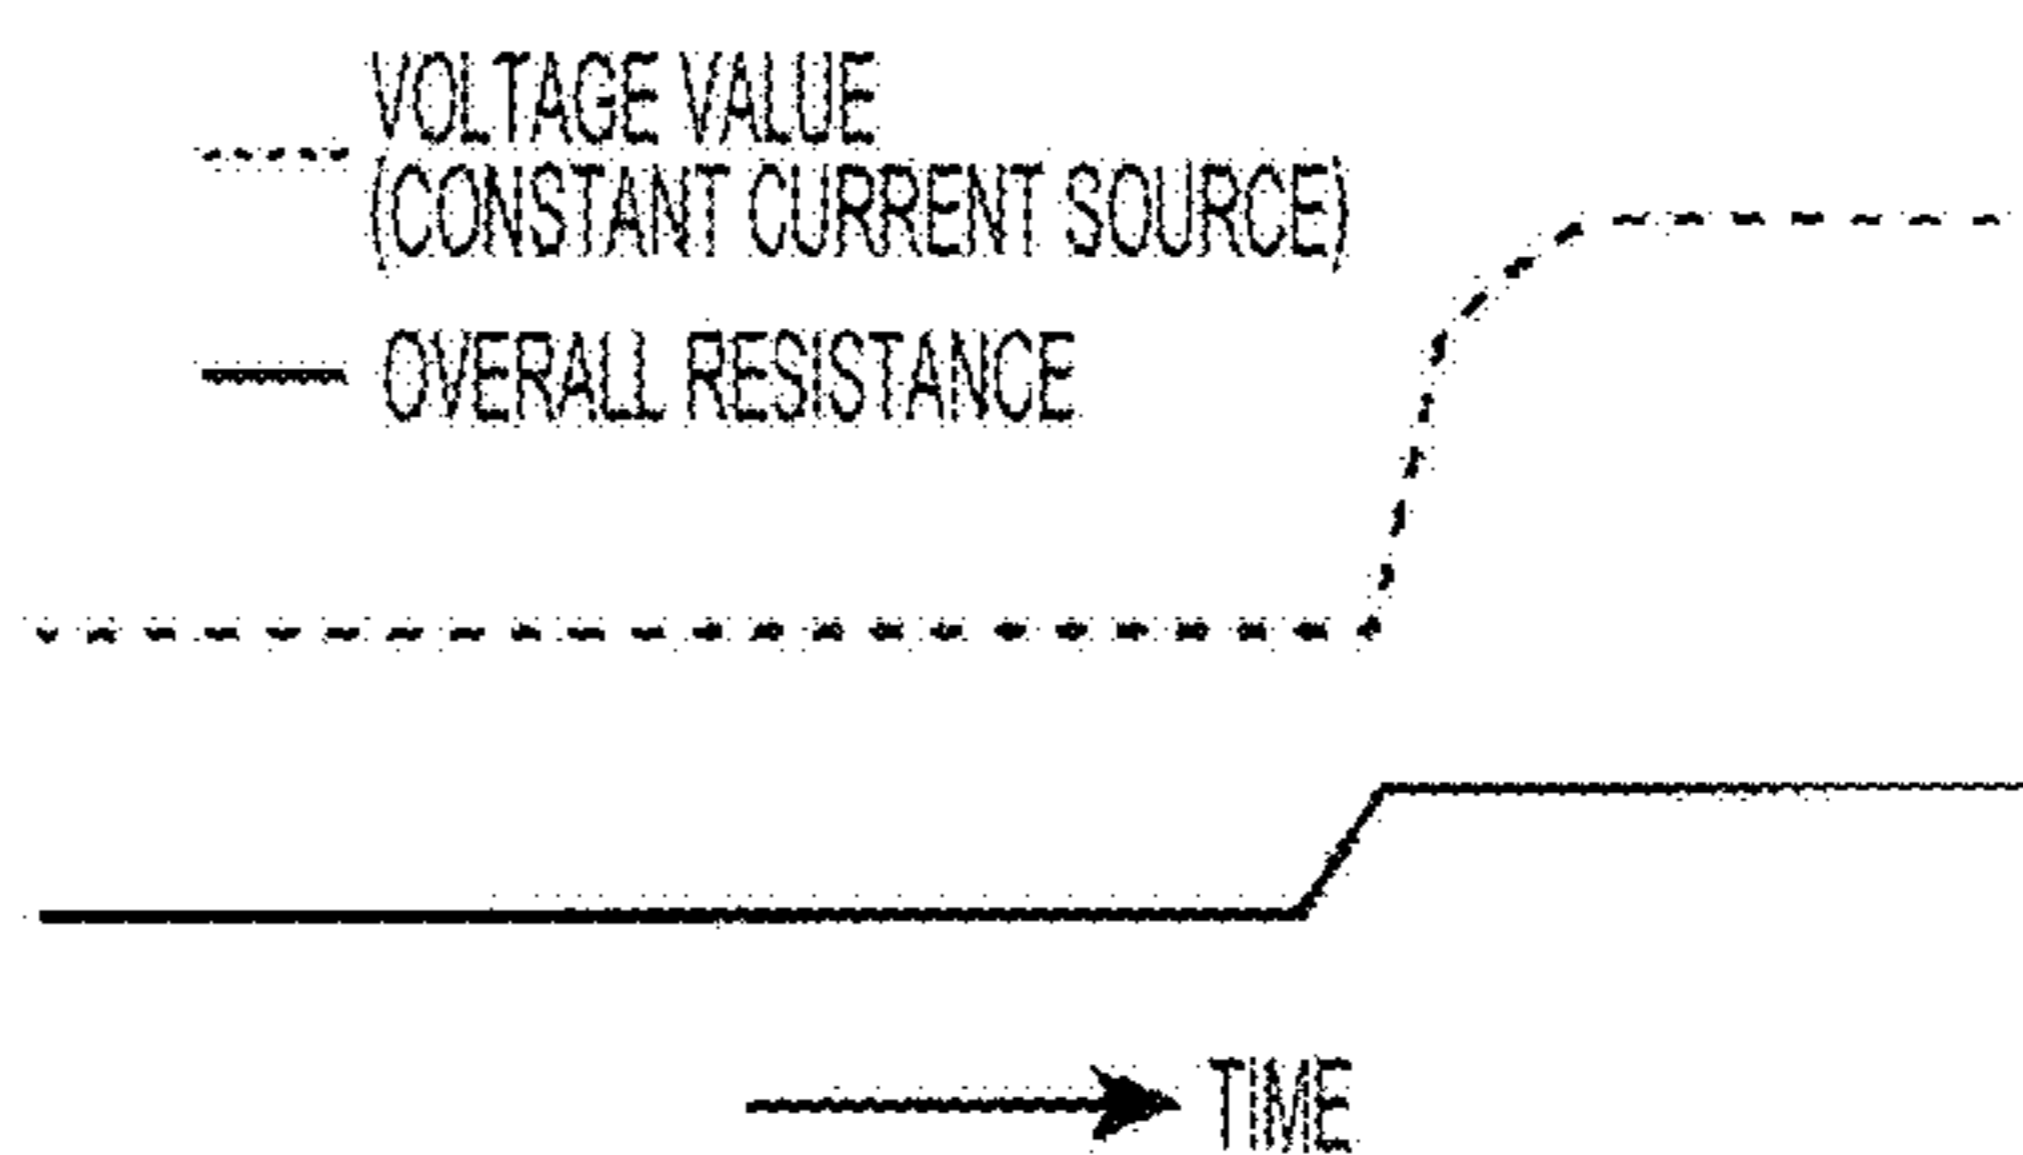 VOLTAGE VALUE
(CONSTANT CURRENT SOURCE)
OVERALL RESISTANCE
TIME